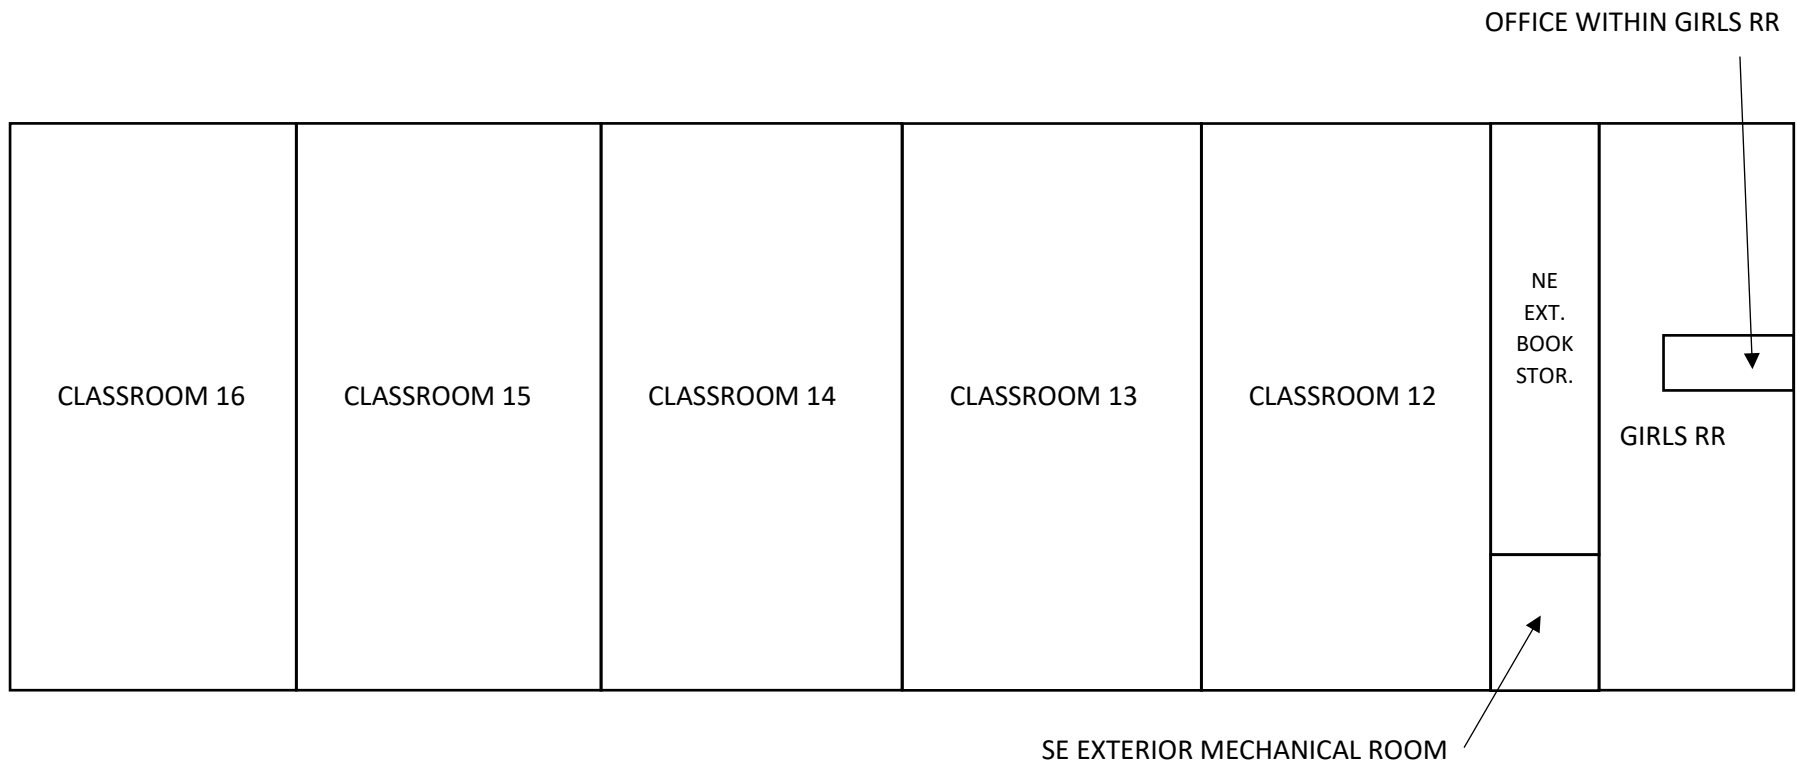 OFFICE WITHIN GIRLS RR
NE
EXT.
BOOK
STOR.
CLASSROOM 16
CLASSROOM 15
CLASSROOM 14
CLASSROOM 13
CLASSROOM 12
GIRLS RR
SE EXTERIOR MECHANICAL ROOM